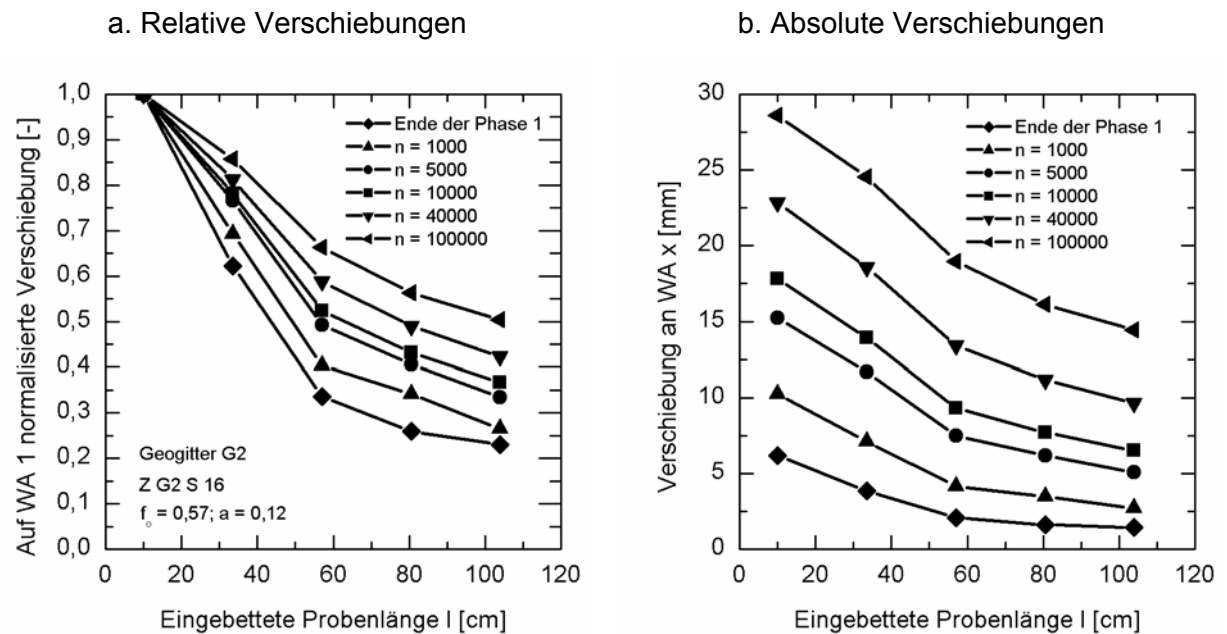 a. Relative Verschiebungen
Auf WA 1 normalisierte Verschiebung [-]
1,0
0,9
0,8
0,7
0,6
0,5
0,4
0,3
0,2
0,1
0,0
Ende der Phase 1
n = 1000
n = 5000
n = 10000
n = 40000
n = 100000
Geogitter G2
Z G2 S 16
f₀ = 0,57; a = 0,12
0 20 40 60 80 100 120
Eingebettete Probenlänge l [cm]
b. Absolute Verschiebungen
Verschiebung an WA x [mm]
30
25
20
15
10
5
0
Ende der Phase 1
n = 1000
n = 5000
n = 10000
n = 40000
n = 100000
0 20 40 60 80 100 120
Eingebettete Probenlänge l [cm]